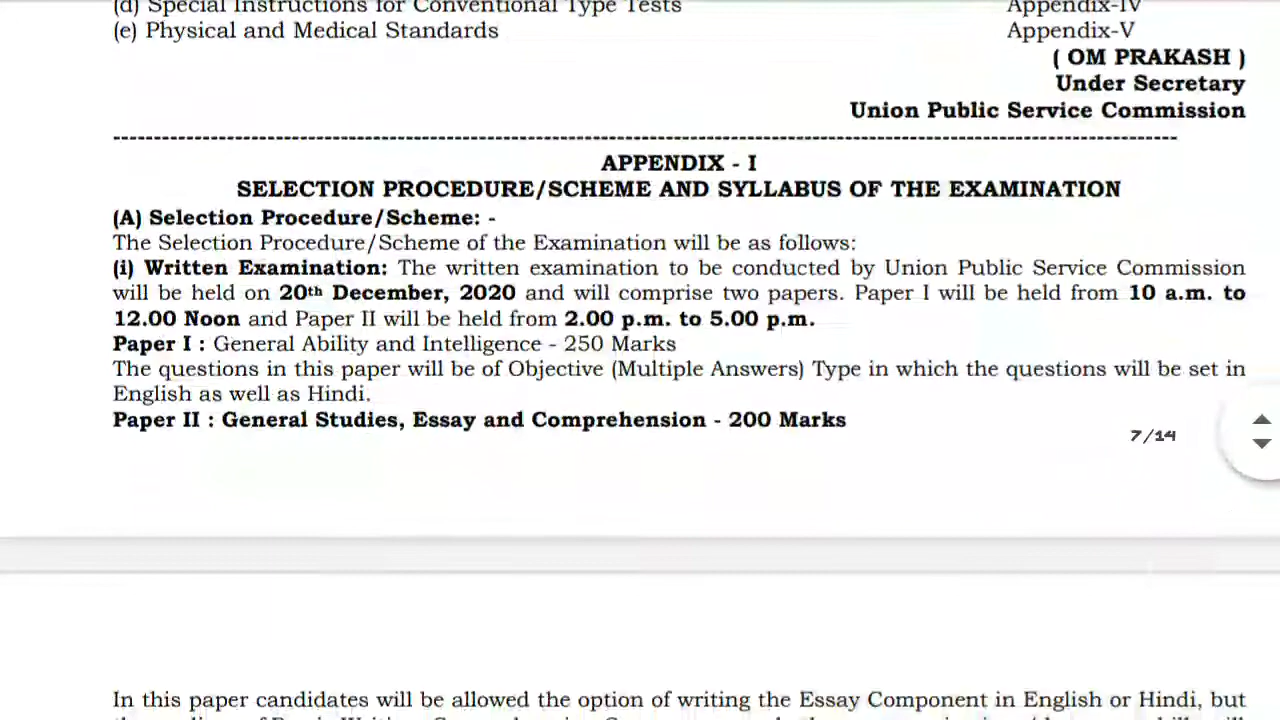 (d) Special Instructions for Conventional Type Tests Appendix-IV
(e) Physical and Medical Standards Appendix-V
( OM PRAKASH )
Under Secretary
Union Public Service Commission
APPENDIX - I
SELECTION PROCEDURE/SCHEME AND SYLLABUS OF THE EXAMINATION
(A) Selection Procedure/Scheme: -
The Selection Procedure/Scheme of the Examination will be as follows:
(i) Written Examination: The written examination to be conducted by Union Public Service Commission
will be held on 20th December, 2020 and will comprise two papers. Paper I will be held from 10 a.m. to
12.00 Noon and Paper II will be held from 2.00 p.m. to 5.00 p.m.
Paper I : General Ability and Intelligence - 250 Marks
The questions in this paper will be of Objective (Multiple Answers) Type in which the questions will be set in
English as well as Hindi.
Paper II : General Studies, Essay and Comprehension - 200 Marks
7/14
In this paper candidates will be allowed the option of writing the Essay Component in English or Hindi, but